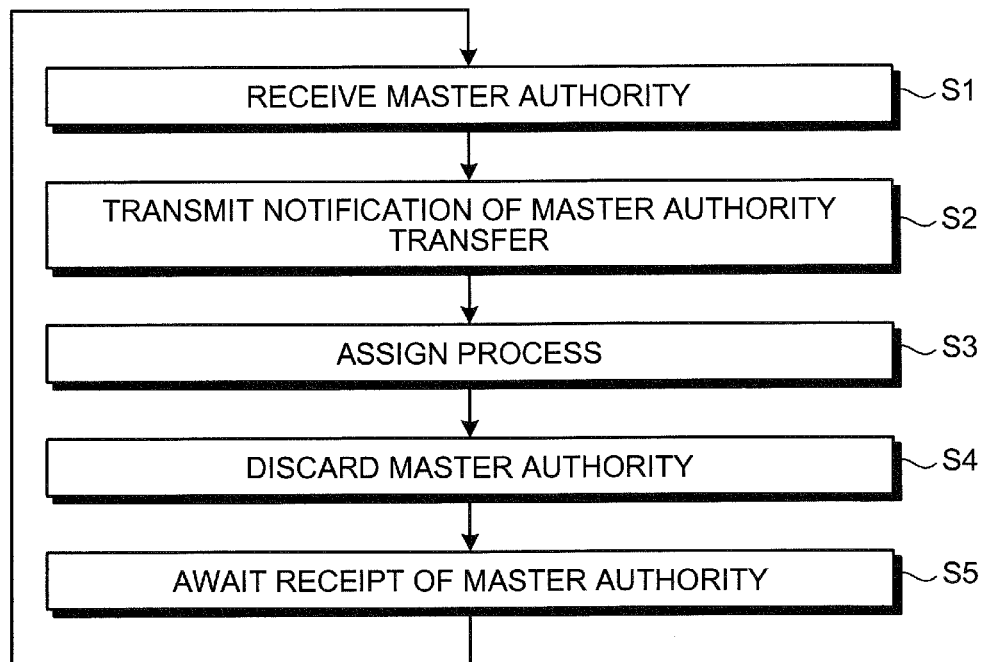 RECEIVE MASTER AUTHORITY
S1
TRANSMIT NOTIFICATION OF MASTER AUTHORITY
TRANSFER
S2
ASSIGN PROCESS
S3
DISCARD MASTER AUTHORITY
S4
AWAIT RECEIPT OF MASTER AUTHORITY
S5